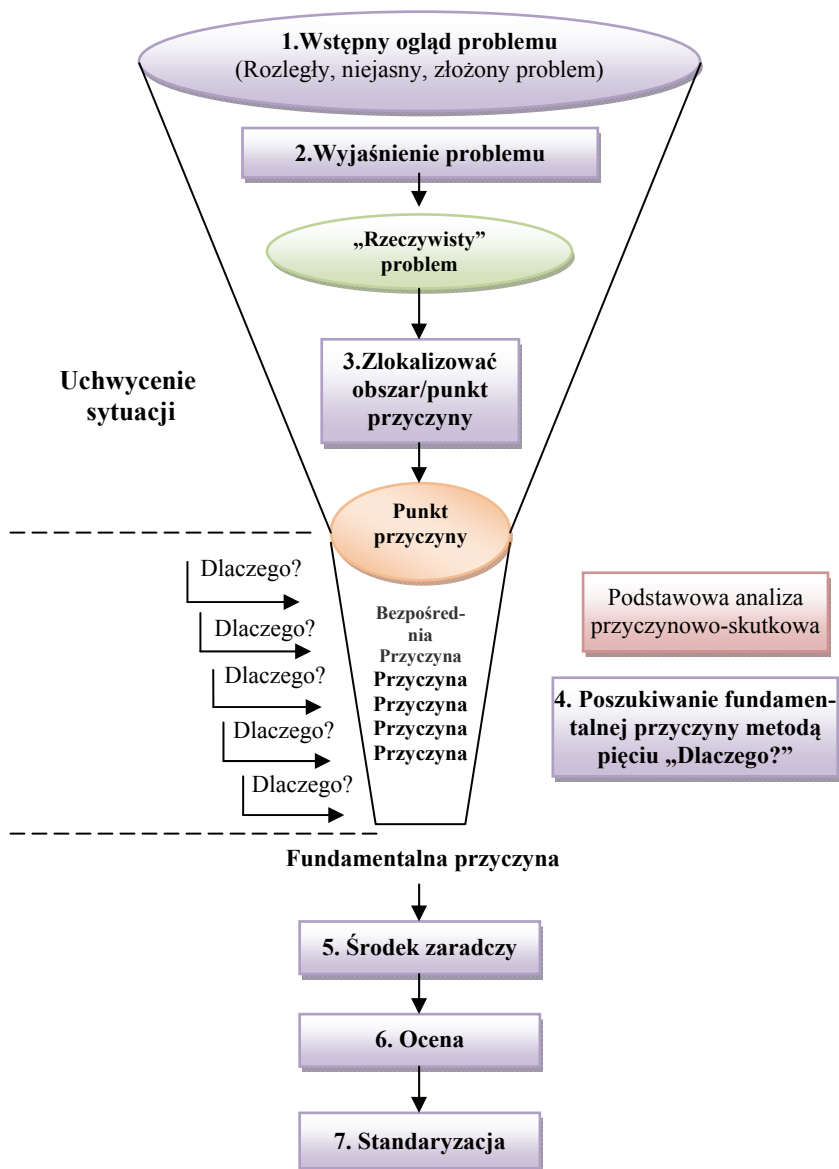 1.Wstępny ogląd problemu
(Rozległy, niejasny, złożony problem)
2.Wyjaśnienie problemu
„Rzeczywisty”
problem
3.Zlokalizować
obszar/punkt
przyczyny
Uchwycenie
sytuacji
Punkt
przyczyny
Dlaczego?
Dlaczego?
Dlaczego?
Dlaczego?
Dlaczego?
Bezpośred-
nia
Przyczyna
Przyczyna
Przyczyna
Przyczyna
Przyczyna
Podstawowa analiza
przyczynowo-skutkowa
4. Poszukiwanie fundamen-
talnej przyczyny metodą
pięciu „Dlaczego?”
Fundamentalna przyczyna
5. Środek zaradczy
6. Ocena
7. Standaryzacja